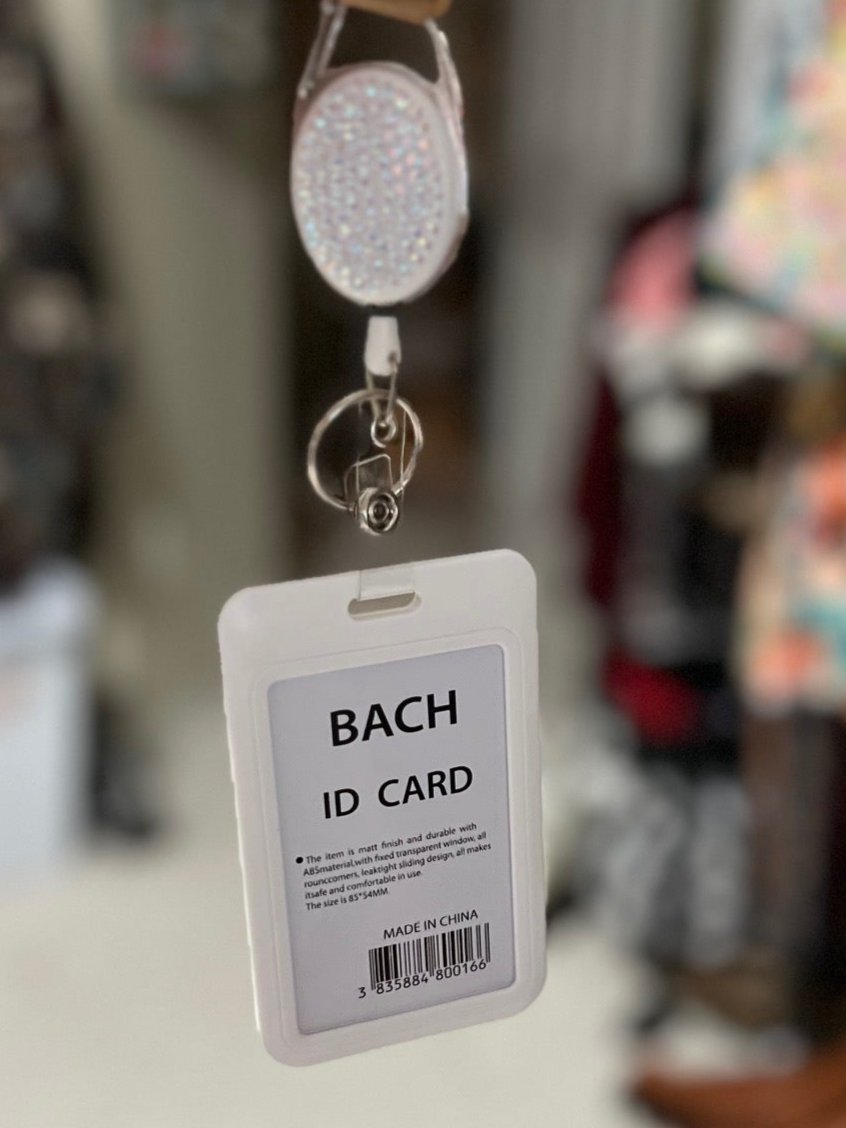 BACH
ID CARD
● The item is matt finish and durable with
ABSmaterial,with fixed transparent window, all
rounccomers, leaktight sliding design, all makes
itsafe and comfortable in use.
The size is 85*54MM.
MADE IN CHINA
3 835884 800166